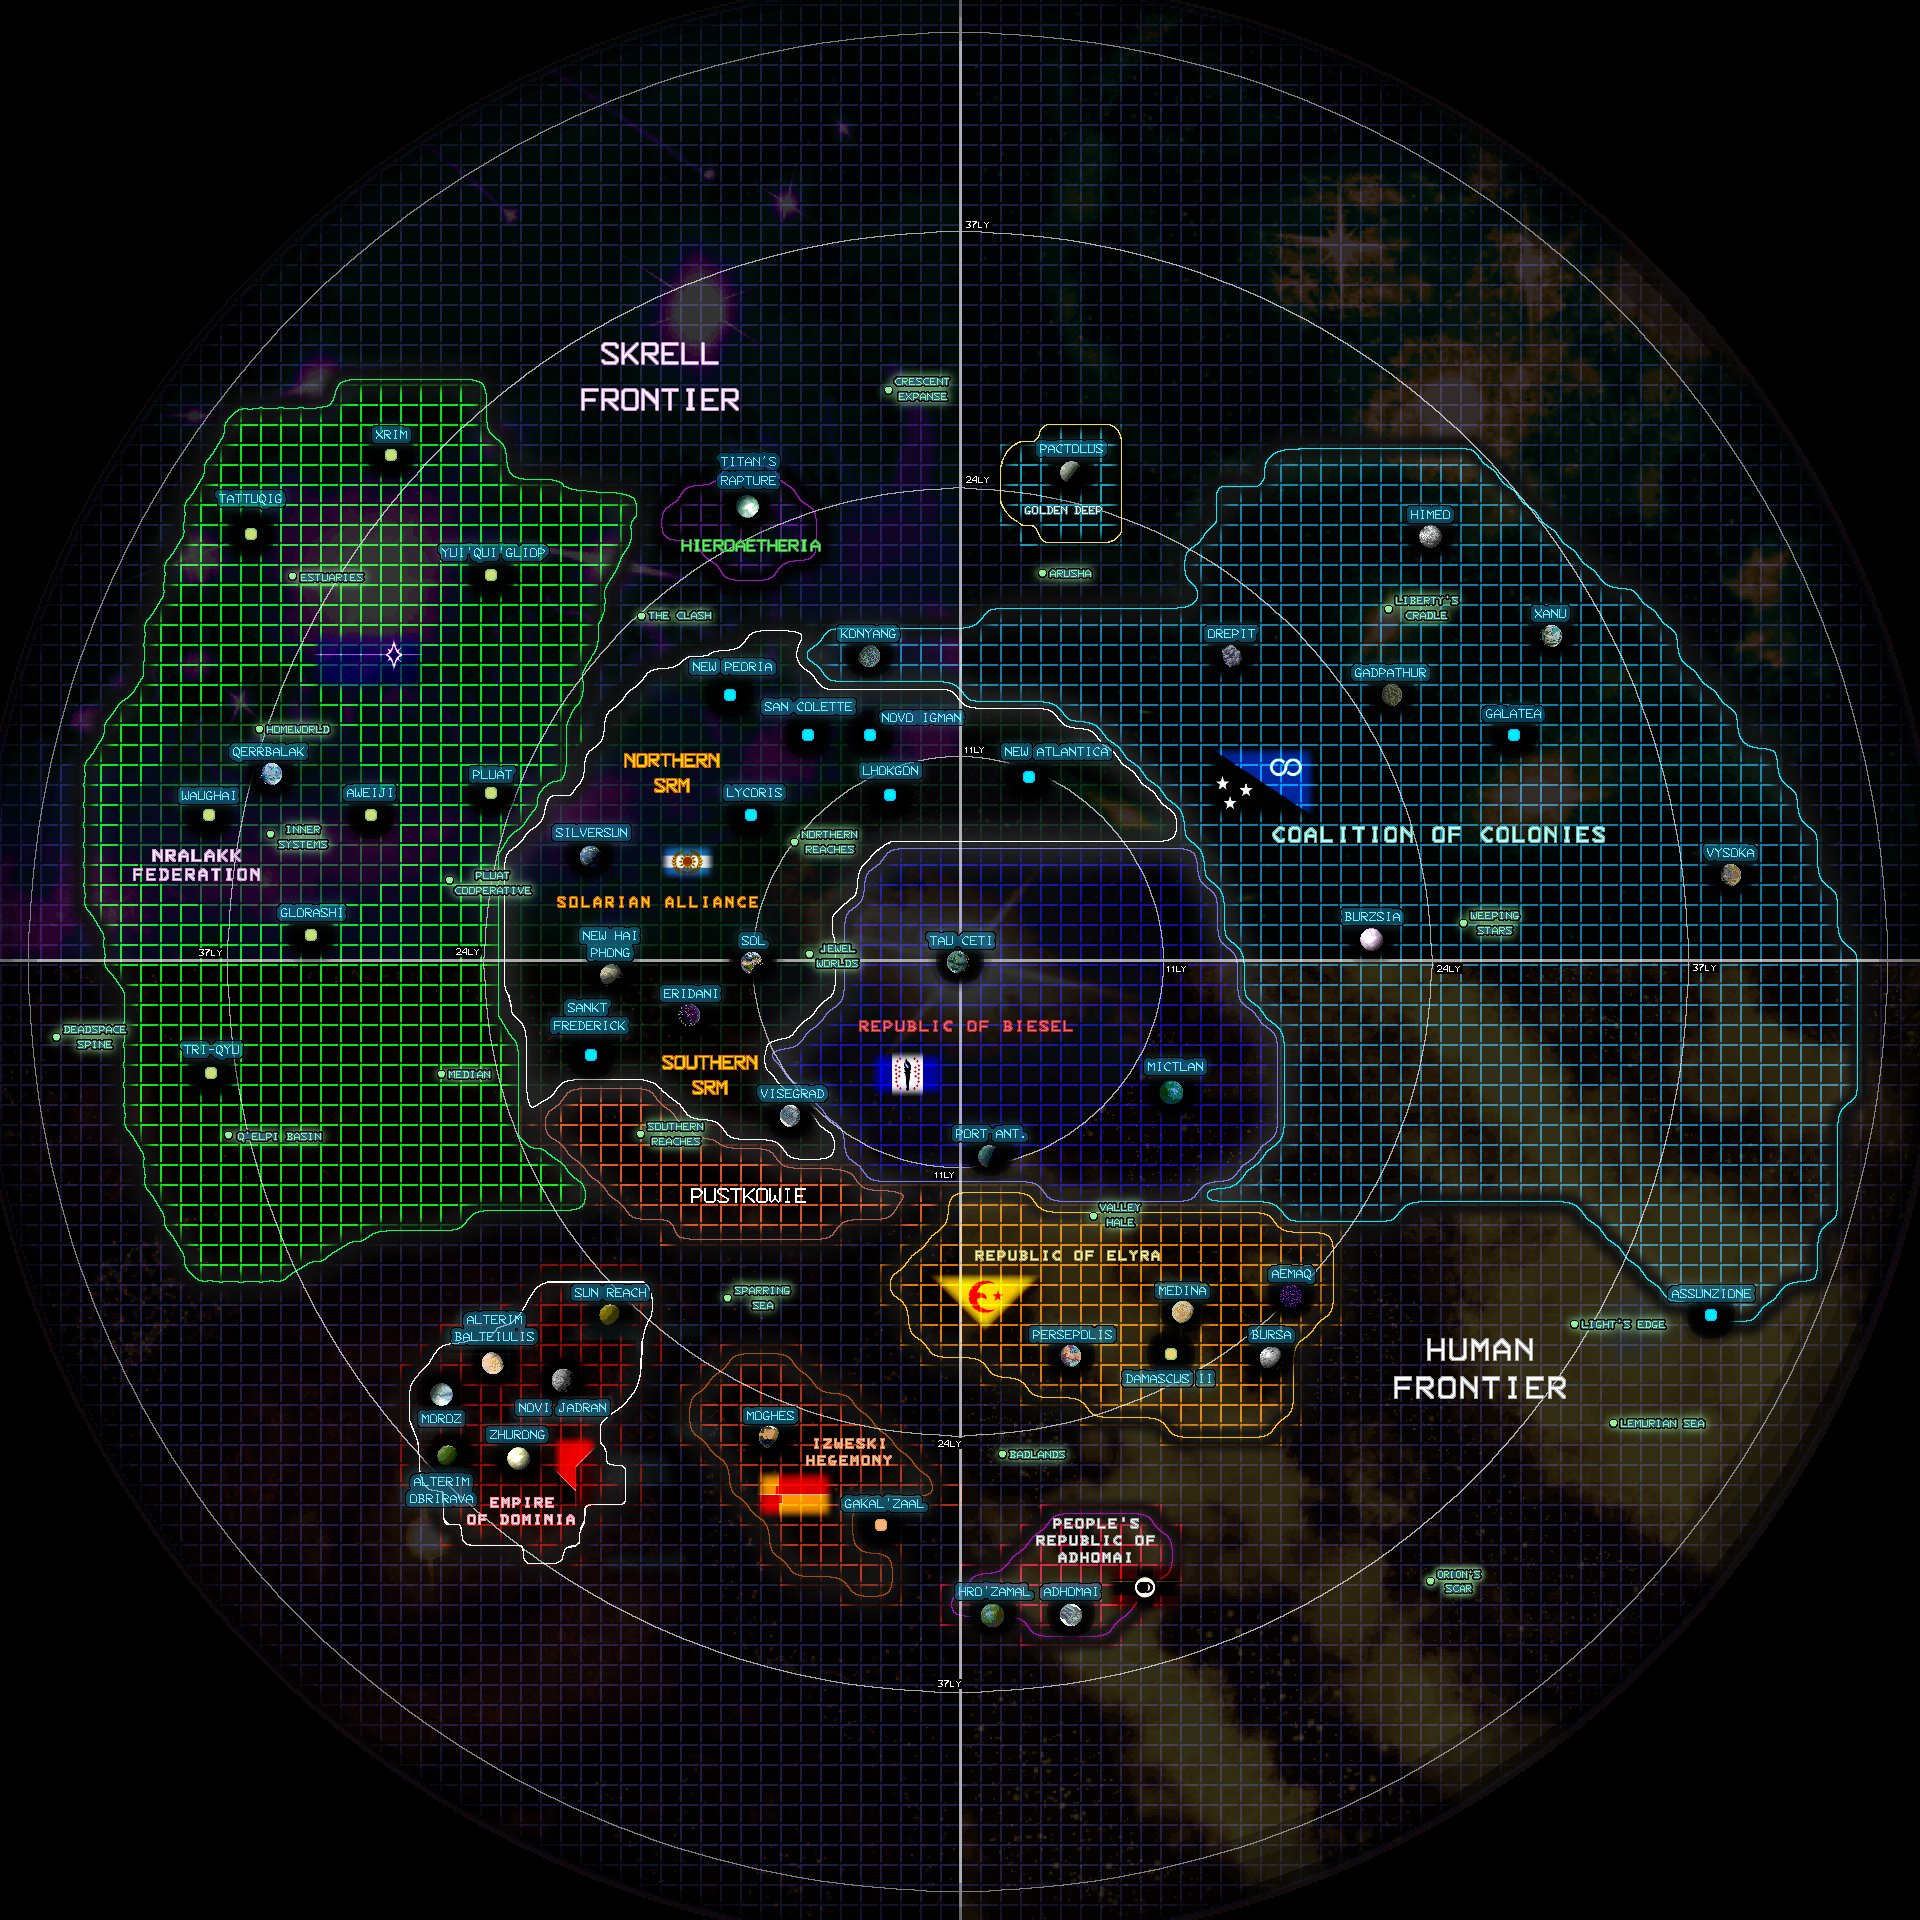 37LY
SKRELL
FRONTIER
CRESCENT
EXPANSE
XRIM
TATTUQIG
TITAN'S
RAPTURE
PACTOLUS
24LY
GOLDEN DEEP
HIMED
HIEROAETHERIA
YUI'QUI'GLIOP
ESTUARIES
ARUSHA
THE CLASH
LIBERTY'S
CRADLE
XANU
KONYANG
OREPIT
NEW PEORIA
GADPATHUR
SAN COLETTE
NOVO IGMAN
GALATEA
HOMEWORLD
QERRBALAK
11LY
NEW ATLANTICA
NORTHERN
SRM
LHOKGON
PLUAT
WAUGHAI
AWEIJI
LYCORIS
INNER
SYSTEMS
SILVERSUN
NORTHERN
REACHES
COALITION OF COLONIES
NRALAKK
FEDERATION
PLUAT
COOPERATIVE
VYSOKA
SOLARIAN ALLIANCE
GLORASHI
BURZSIA
WEEPING
STARS
NEW HAI
PHONG
SOL
JEWEL
WORLDS
TAU CETI
37LY
24LY
11LY
24LY
37LY
ERIDANI
SANKT
FREDERICK
REPUBLIC OF BIESEL
DEADSPACE
SPINE
TRI-QYU
MEDIAN
SOUTHERN
SRM
VISEGRAD
MICTLAN
Q'ELPI BASIN
SOUTHERN
REACHES
PORT ANT.
11LY
PUSTKOWIE
VALLEY
HALE
REPUBLIC OF ELYRA
SUN REACH
SPARRING
SEA
MEDINA
AEMAQ
ASSUNZIONE
LIGHT'S EDGE
ALTERIM
BALTEIULIS
PERSEPOLIS
BURSA
DAMASCUS II
HUMAN
FRONTIER
MOROZ
NOVI JADRAN
MOGHES
LEMURIAN SEA
ZHURONG
IZWESKI
HEGEMONY
24LY
BADLANDS
ALTERIM
OBRIRAVA
EMPIRE
OF DOMINIA
GAKAL'ZAAL
PEOPLE'S
REPUBLIC OF
ADHOMAI
HRO'ZAMAL
ADHOMAI
ORION'S
SCAR
37LY